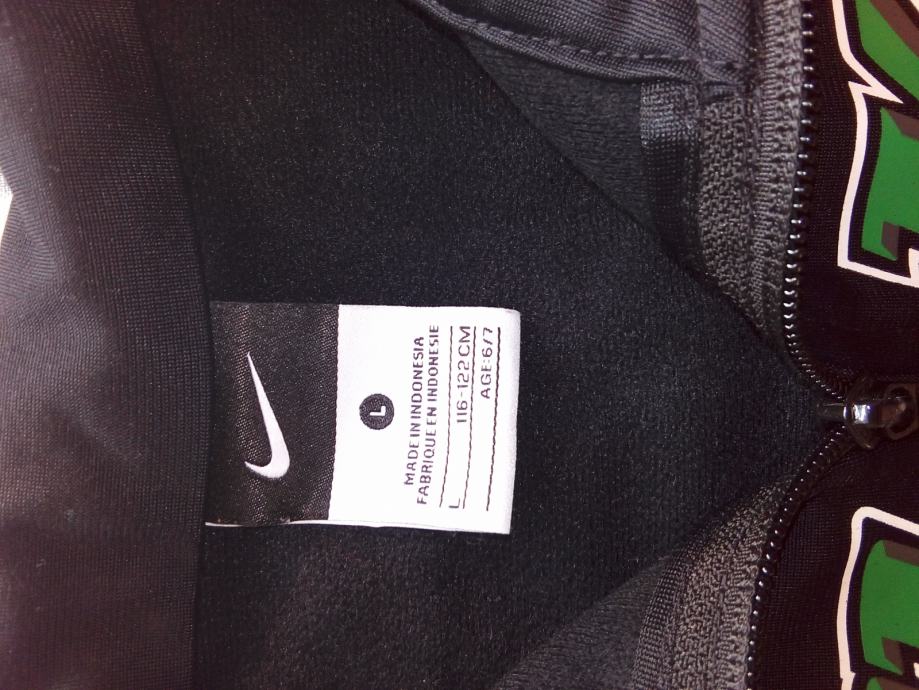 L
MADE IN INDONESIA
FABRIQUE EN INDONESIE
L 116-122 CM
AGE:6/7